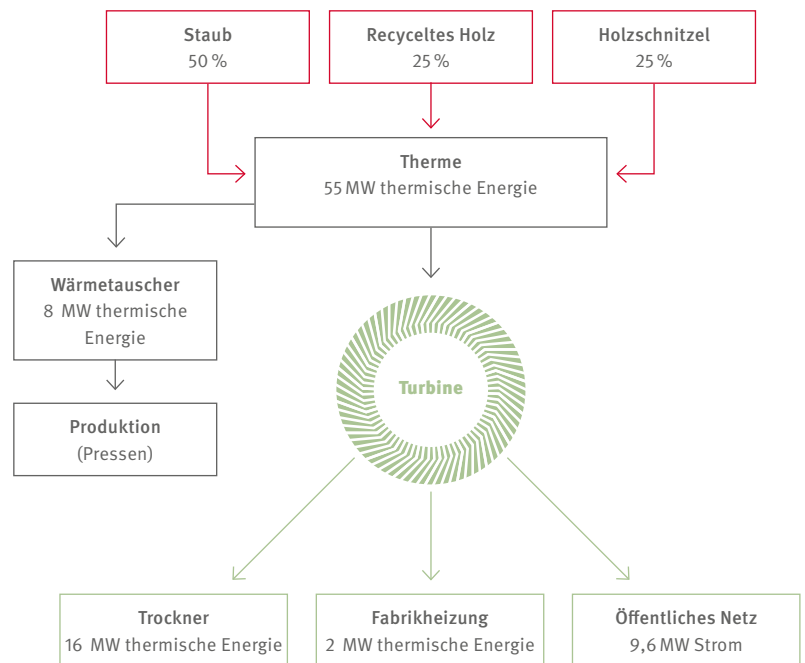 Staub
50 %
Recyceltes Holz
25 %
Holzschnitzel
25 %
Therme
55 MW thermische Energie
Wärmetauscher
8 MW thermische
Energie
Produktion
(Pressen)
Turbine
Trockner
16 MW thermische Energie
Fabrikheizung
2 MW thermische Energie
Öffentliches Netz
9,6 MW Strom